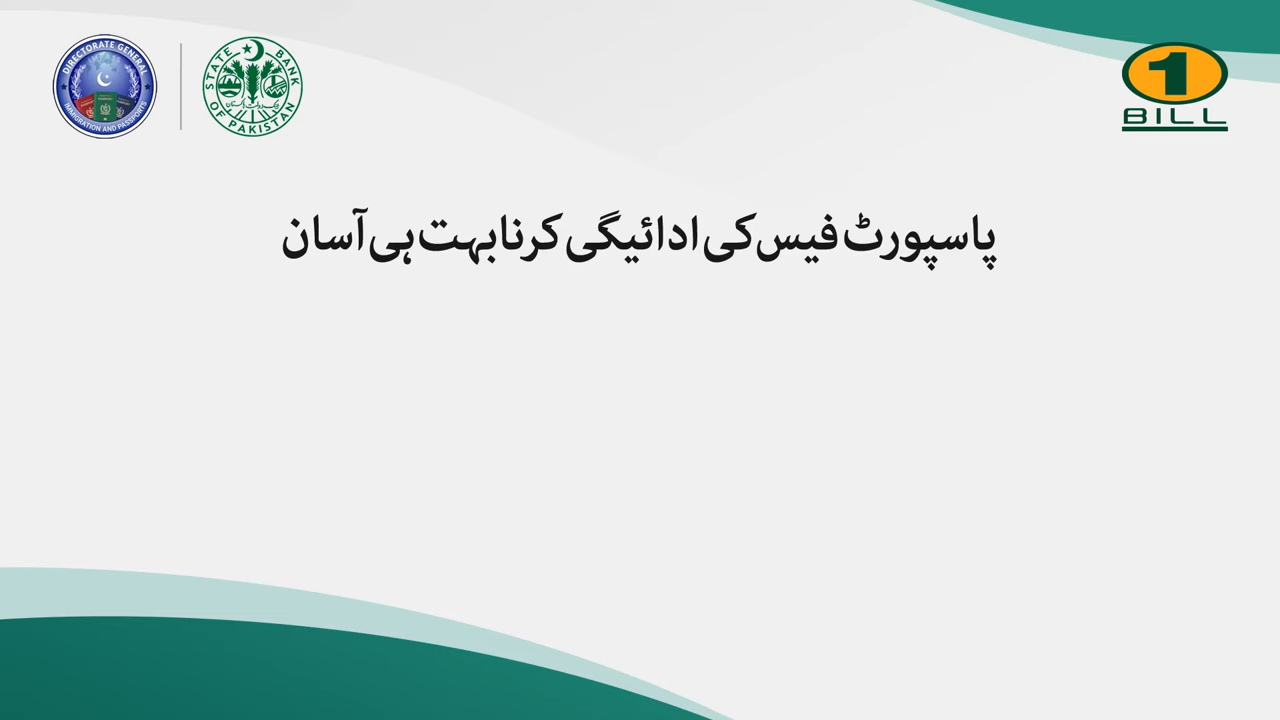 DIRECTORATE GENERAL
IMMIGRATION AND PASSPORTS
STATE BANK OF PAKISTAN
1
BILL
پاسپورٹ فیس کی ادائیگی کرنا بہت ہی آسان